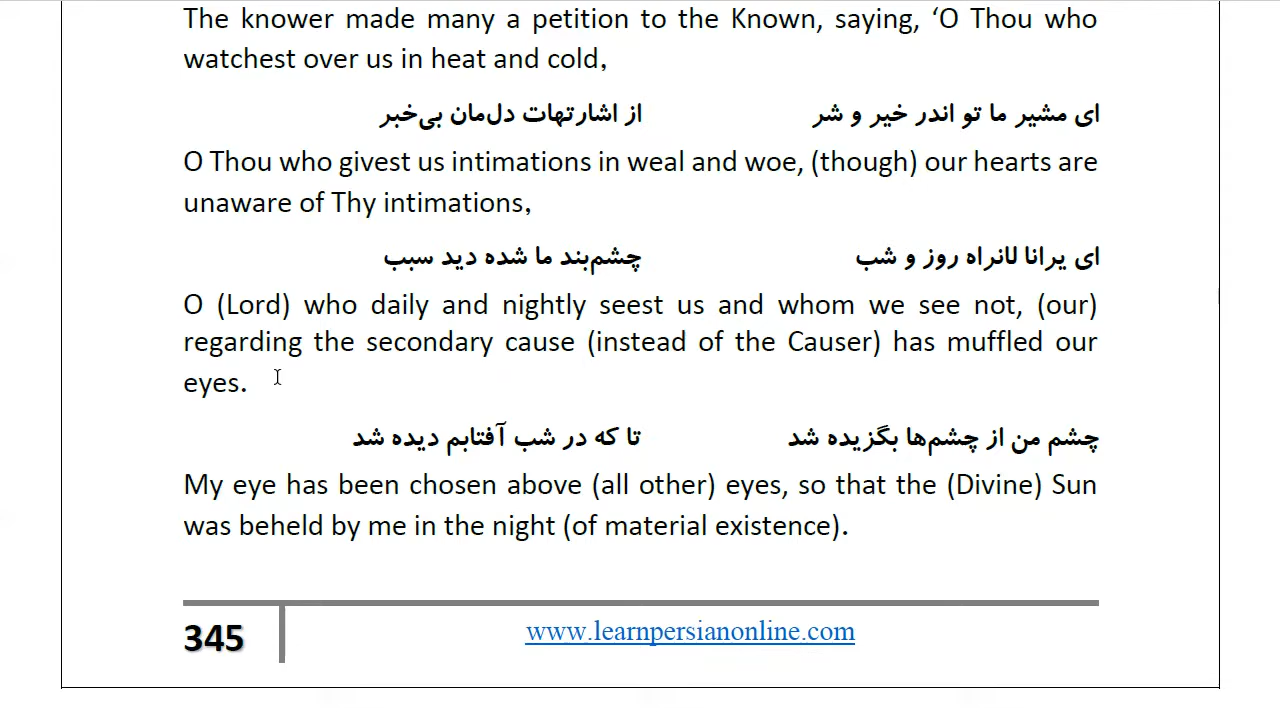 The knower made many a petition to the Known, saying, ‘O Thou who
watchest over us in heat and cold,
ای مشیر ما تو اندر خیر و شر از اشارتهات دل‌مان بی‌خبر
O Thou who givest us intimations in weal and woe, (though) our hearts are
unaware of Thy intimations,
ای یرانا لانراه روز و شب چشم‌بند ما شده دید سبب
O (Lord) who daily and nightly seest us and whom we see not, (our)
regarding the secondary cause (instead of the Causer) has muffled our
eyes.
چشم من از چشم‌ها بگزیده شد تا که در شب آفتابم دیده شد
My eye has been chosen above (all other) eyes, so that the (Divine) Sun
was beheld by me in the night (of material existence).
345 www.learnpersianonline.com